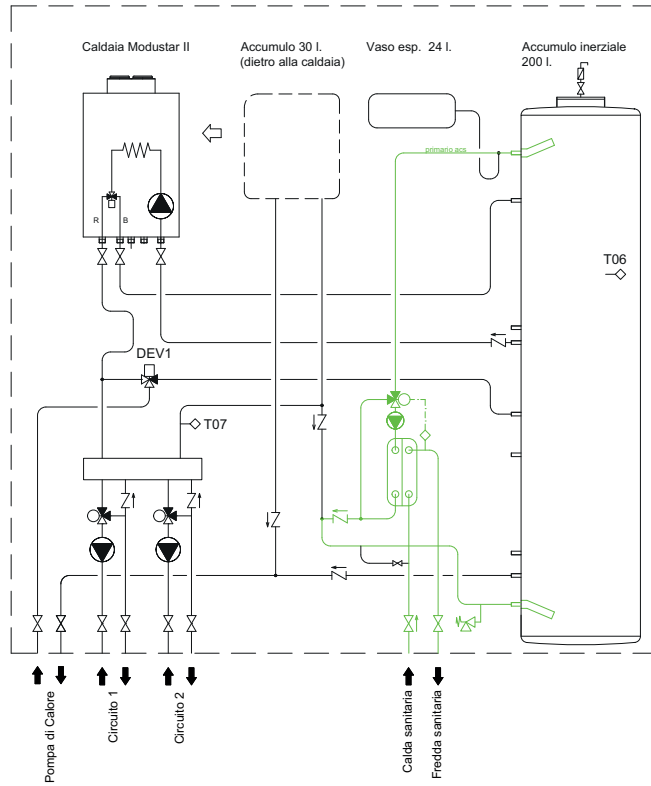 Caldaia Modustar II
Accumulo 30 l.
(dietro alla caldaia)
Vaso esp. 24 l.
Accumulo inerziale
200 l.
primario acs
R
B
T06
DEV1
T07
Pompa di Calore
Circuito 1
Circuito 2
Calda sanitaria
Fredda sanitaria